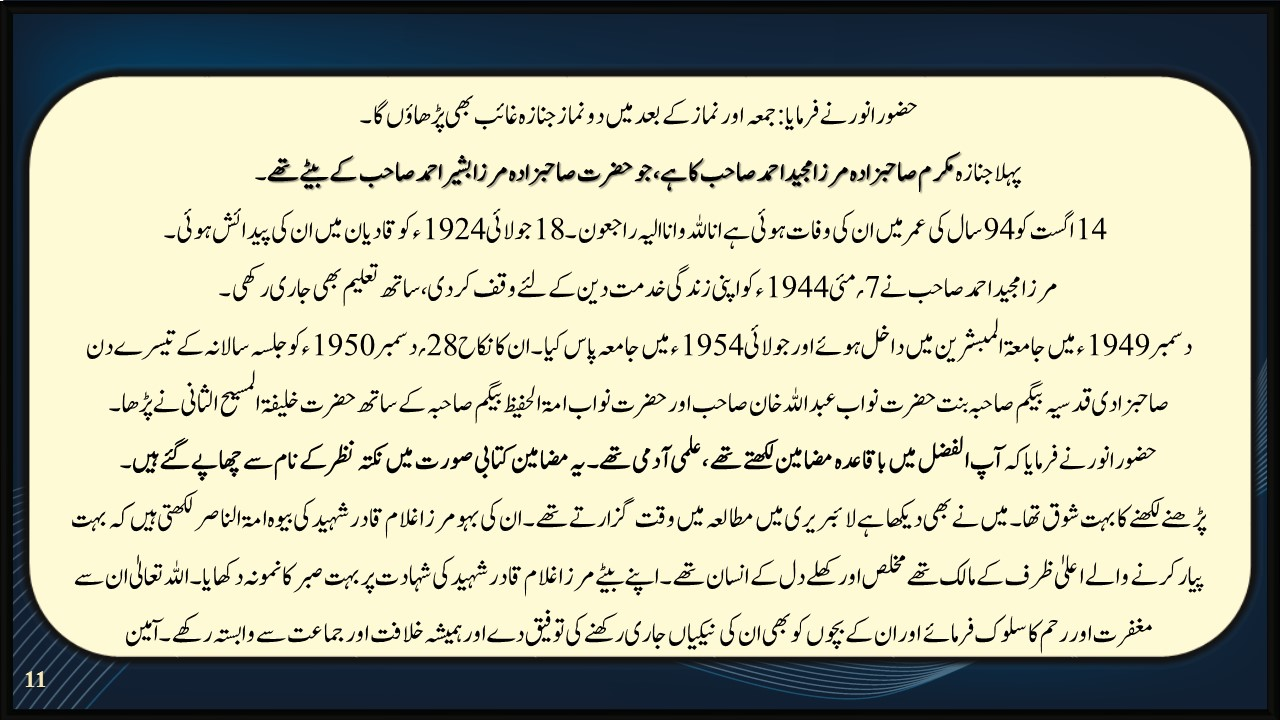 حضور انور نے فرمایا: جمعہ اور نماز کے بعد میں دو نماز جنازہ غائب بھی پڑھاؤں گا۔
پہلا جنازہ مکرم صاحبزادہ مرزا مجید احمد صاحب کا ہے، جو حضرت صاحبزادہ مرزا بشیر احمد صاحب کے بیٹے تھے۔
14 اگست کو 94 سال کی عمر میں ان کی وفات ہوئی ہے اناللہ وانا الیہ راجعون۔ 18 جولائی 1924ء کو قادیان میں ان کی پیدائش ہوئی۔
مرزا مجید احمد صاحب نے 7؍مئی 1944ء کو اپنی زندگی خدمت دین کے لئے وقف کر دی، ساتھ تعلیم بھی جاری رکھی۔
دسمبر 1949ء میں جامعۃ المبشرین میں داخل ہوئے اور جولائی 1954ء میں جامعہ پاس کیا۔ ان کا نکاح 28؍دسمبر 1950ء کو جلسہ سالانہ کے تیسرے دن
صاحبزادی قدسیہ بیگم صاحبہ بنت حضرت نواب عبداللہ خان صاحب اور حضرت نواب امۃ الحفیظ بیگم صاحبہ کے ساتھ حضرت خلیفۃ المسیح الثانی نے پڑھا۔
حضور انور نے فرمایا کہ آپ الفضل میں باقاعدہ مضامین لکھتے تھے، علمی آدمی تھے۔ یہ مضامین کتابی صورت میں نکتہ نظر کے نام سے چھاپے گئے ہیں۔
پڑھنے لکھنے کا بہت شوق تھا۔ میں نے بھی دیکھا ہے لائبریری میں مطالعہ میں وقت گزارتے تھے۔ ان کی بہو مرزا غلام قادر شہید کی بیوہ امۃ الناصر لکھتی ہیں کہ بہت
پیار کرنے والے اعلیٰ ظرف کے مالک تھے مخلص اور کھلے دل کے انسان تھے۔ اپنے بیٹے مرزا غلام قادر شہید کی شہادت پر بہت صبر کا نمونہ دکھایا۔ اللہ تعالیٰ ان سے
مغفرت اور رحم کا سلوک فرمائے اور ان کے بچوں کو بھی ان کی نیکیاں جاری رکھنے کی توفیق دے اور ہمیشہ خلافت اور جماعت سے وابستہ رکھے۔ آمین
11